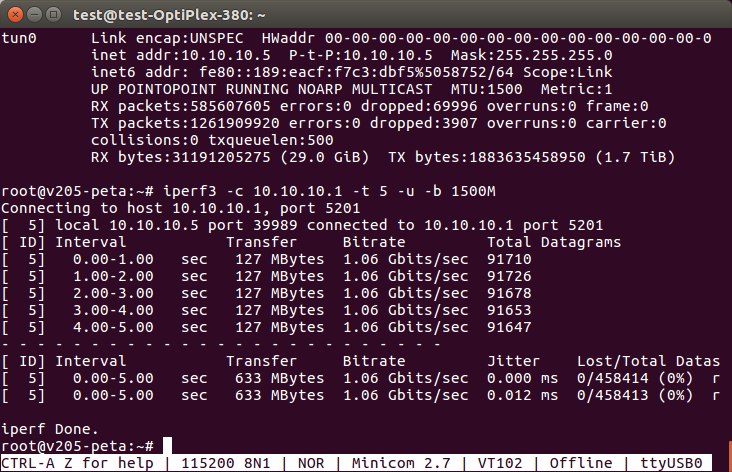 test@test-OptiPlex-380: ~
tun0      Link encap:UNSPEC  HWaddr 00-00-00-00-00-00-00-00-00-00-00-00-00-00-00-0
          inet addr:10.10.10.5  P-t-P:10.10.10.5  Mask:255.255.255.0
          inet6 addr: fe80::189:eacf:f7c3:dbf5%5058752/64 Scope:Link
          UP POINTOPOINT RUNNING NOARP MULTICAST  MTU:1500  Metric:1
          RX packets:585607605 errors:0 dropped:69996 overruns:0 frame:0
          TX packets:1261909920 errors:0 dropped:3907 overruns:0 carrier:0
          collisions:0 txqueuelen:500
          RX bytes:31191205275 (29.0 GiB)  TX bytes:1883635458950 (1.7 TiB)
root@v205-peta:~# iperf3 -c 10.10.10.1 -t 5 -u -b 1500M
Connecting to host 10.10.10.1, port 5201
[  5] local 10.10.10.5 port 39989 connected to 10.10.10.1 port 5201
[ ID] Interval           Transfer     Bitrate         Total Datagrams
[  5]   0.00-1.00   sec   127 MBytes  1.06 Gbits/sec  91710
[  5]   1.00-2.00   sec   127 MBytes  1.06 Gbits/sec  91726
[  5]   2.00-3.00   sec   127 MBytes  1.06 Gbits/sec  91678
[  5]   3.00-4.00   sec   127 MBytes  1.06 Gbits/sec  91653
[  5]   4.00-5.00   sec   127 MBytes  1.06 Gbits/sec  91647
- - - - - - - - - - - - - - - - - - - - - - - - -
[ ID] Interval           Transfer     Bitrate         Jitter    Lost/Total Datas
[  5]   0.00-5.00   sec   633 MBytes  1.06 Gbits/sec  0.000 ms  0/458414 (0%)  r
[  5]   0.00-5.00   sec   633 MBytes  1.06 Gbits/sec  0.012 ms  0/458413 (0%)  r
iperf Done.
root@v205-peta:~#
CTRL-A Z for help | 115200 8N1 | NOR | Minicom 2.7 | VT102 | Offline | ttyUSB0